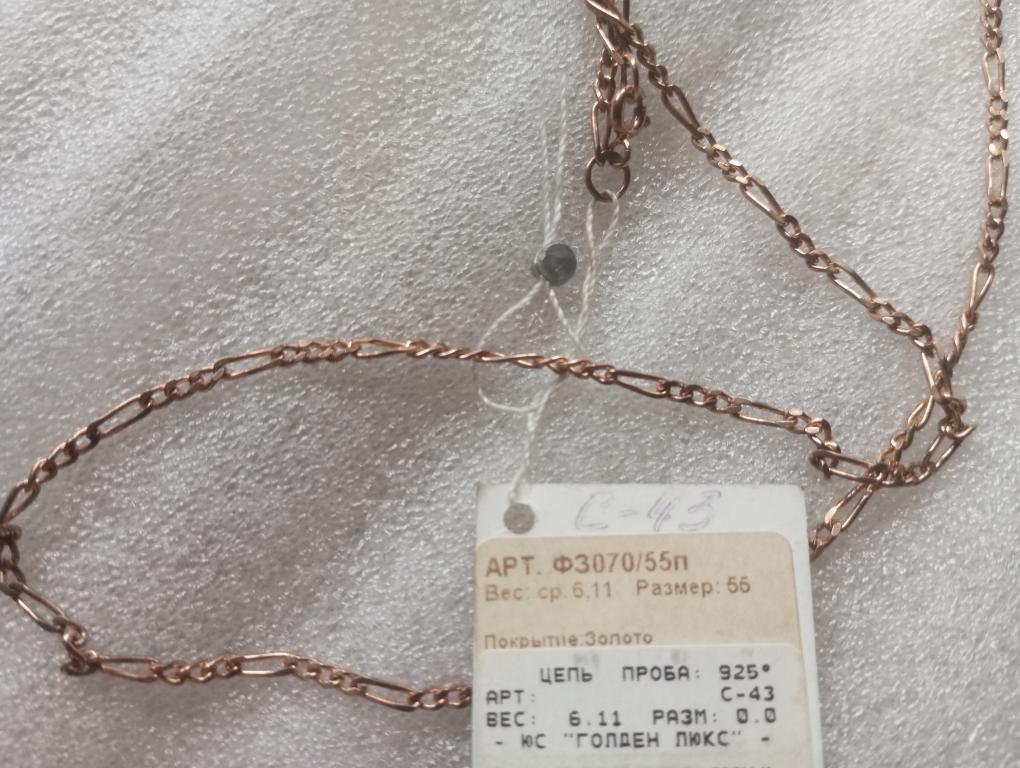 С-43
АРТ. Ф3070/55п
Вес: ср.6,11 Размер: 55
Покрытие:Золото
ЦЕПЬ ПРОБА: 925°
АРТ: С-43
ВЕС: 6.11 РАЗМ: 0.0
- ЮС "ГОЛДЕН ЛЮКС" -